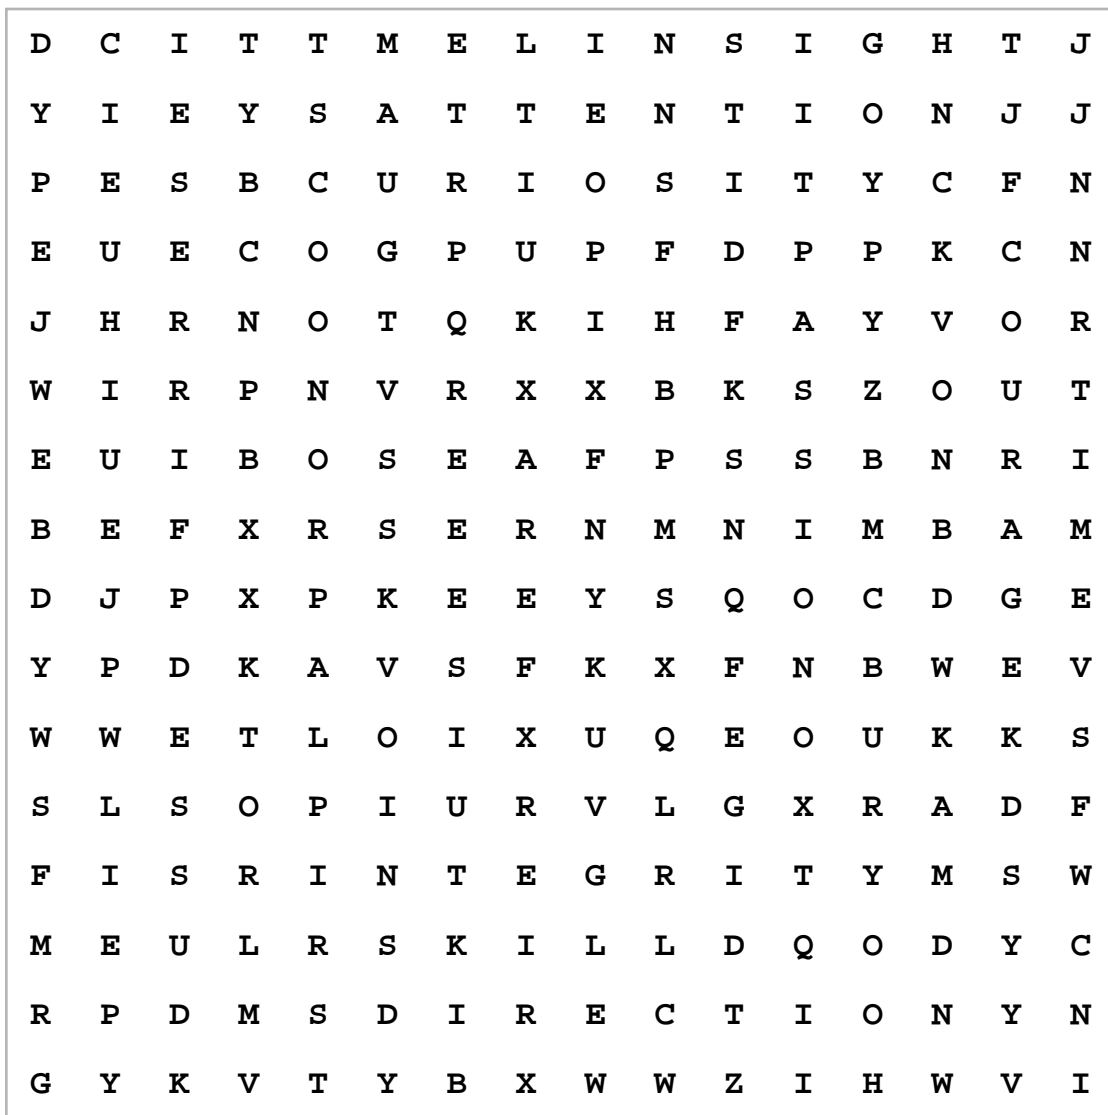 D C I T T M E L I N S I G H T J
Y I E Y S A T T E N T I O N J J
P E S B C U R I O S I T Y C F N
E U E C O G P U P F D P P K C N
J H R N O T Q K I H F A Y V O R
W I R P N V R X X B K S Z O U T
E U I B O S E A F P S S B N R I
B E F X R S E R N M N I M B A M
D J P X P K E E Y S Q O C D G E
Y P D K A V S F K X F N B W E V
W W E T L O I X U Q E O U K K S
S L S O P I U R V L G X R A D F
F I S R I N T E G R I T Y M S W
M E U L R S K I L L D Q O D Y C
R P D M S D I R E C T I O N Y N
G Y K V T Y B X W W Z I H W V I